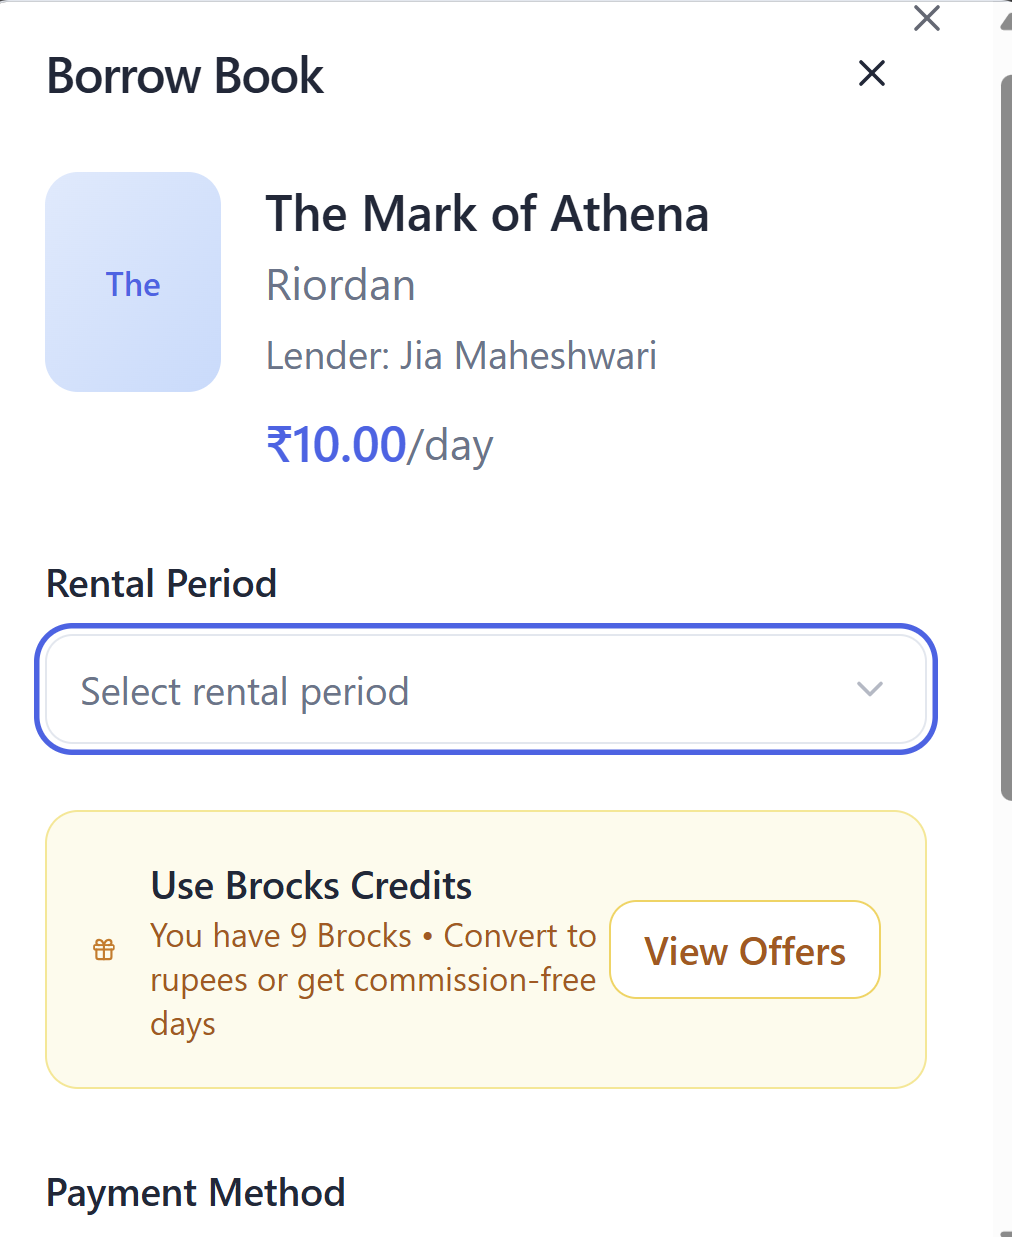 Borrow Book
The
The Mark of Athena
Riordan
Lender: Jia Maheshwari
₹10.00/day
Rental Period
Select rental period
Use Brocks Credits
You have 9 Brocks • Convert to
rupees or get commission-free
days
View Offers
Payment Method